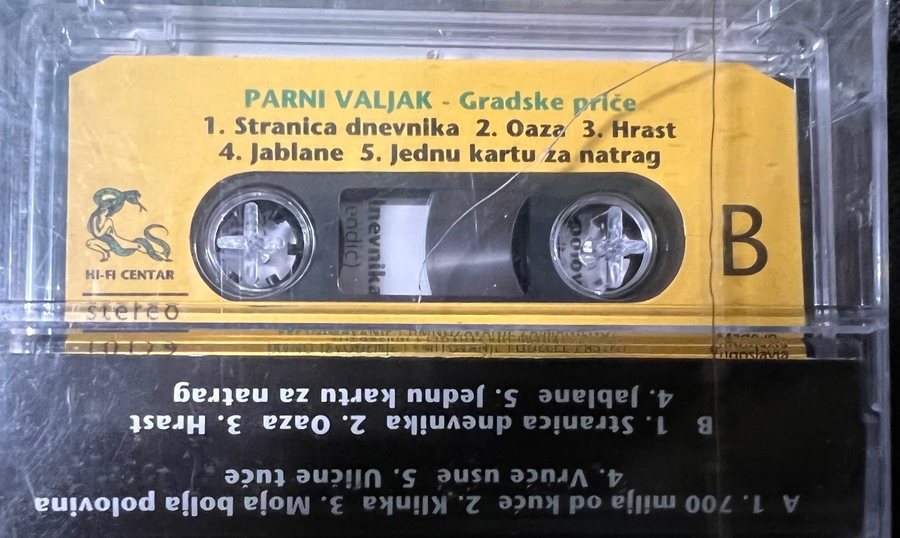 PARNI VALJAK - Gradske priče
1. Stranica dnevnika 2. Oaza 3. Hrast
4. Jablane 5. Jednu kartu za natrag
B
HI-FI CENTAR
stereo
dnevnika
A 1. 700 milja od kuće 2. Klinka 3. Moja bolja polovina
4. Vruće usne 5. Ulične tuče
B 1. Stranica dnevnika 2. Oaza 3. Hrast
4. Jablane 5. Jednu kartu za natrag